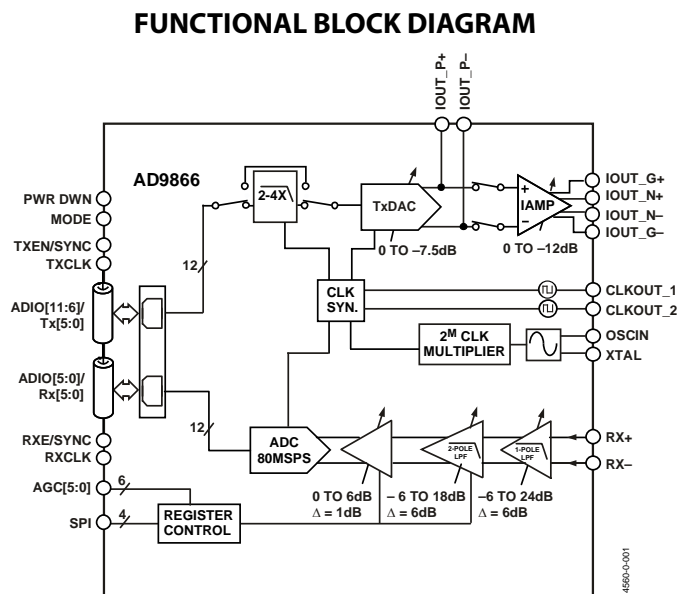 FUNCTIONAL BLOCK DIAGRAM
IOUT_P+
IOUT_P–
AD9866
PWR DWN
MODE
TXEN/SYNC
TXCLK
ADIO[11:6]/
Tx[5:0]
ADIO[5:0]/
Rx[5:0]
RXE/SYNC
RXCLK
AGC[5:0]
SPI
12
12
6
4
2-4X
TxDAC
0 TO –7.5dB
+
IAMP
–
0 TO –12dB
IOUT_G+
IOUT_N+
IOUT_N–
IOUT_G–
CLK
SYN.
CLKOUT_1
CLKOUT_2
2M CLK
MULTIPLIER
OSCIN
XTAL
ADC
80MSPS
2-POLE
LPF
1-POLE
LPF
RX+
RX–
0 TO 6dB
Δ = 1dB
– 6 TO 18dB
Δ = 6dB
–6 TO 24dB
Δ = 6dB
REGISTER
CONTROL
4560-0-001